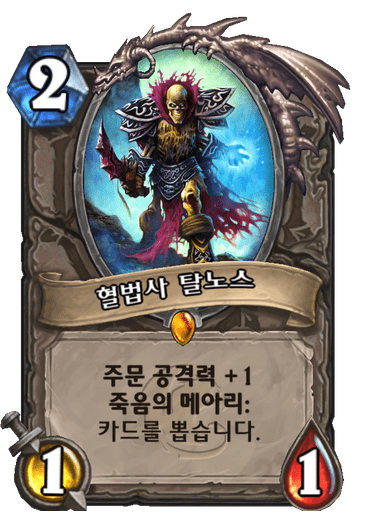 2
혈법사 탈노스
주문 공격력 +1
죽음의 메아리:
카드를 뽑습니다.
1
1